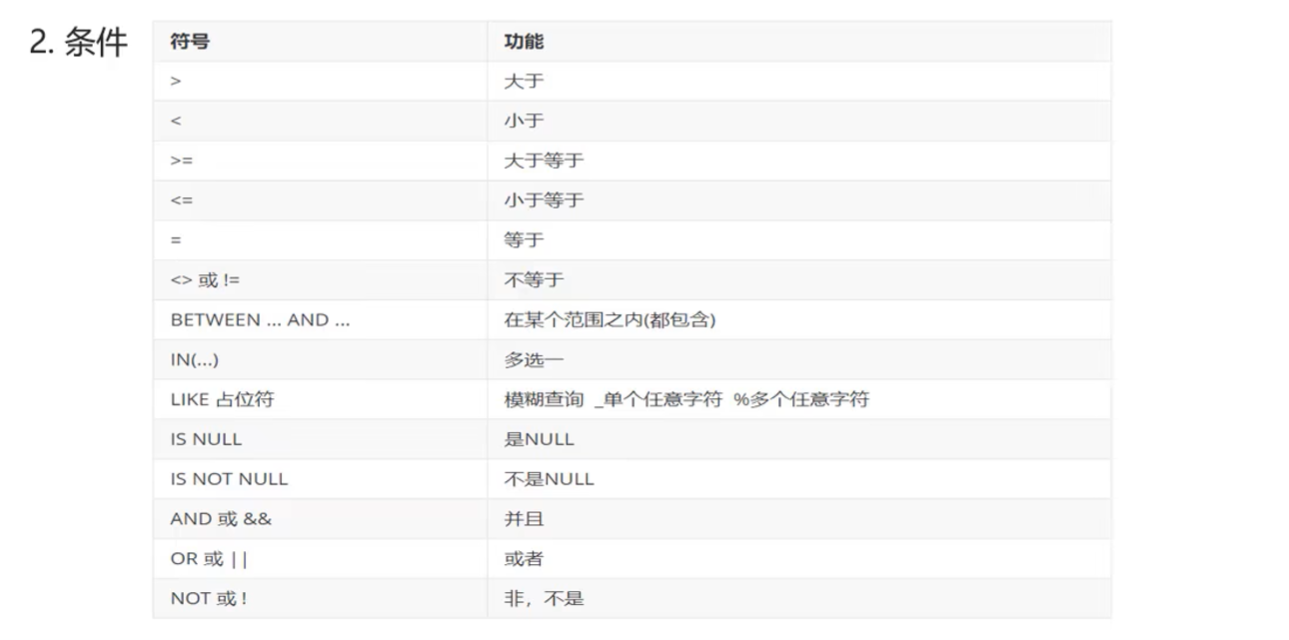 2. 条件
符号 功能
> 大于
< 小于
>= 大于等于
<= 小于等于
= 等于
<> 或 != 不等于
BETWEEN ... AND ... 在某个范围之内(都包含)
IN(...) 多选一
LIKE 占位符 模糊查询 _单个任意字符 %多个任意字符
IS NULL 是NULL
IS NOT NULL 不是NULL
AND 或 && 并且
OR 或 || 或者
NOT 或 ! 非，不是